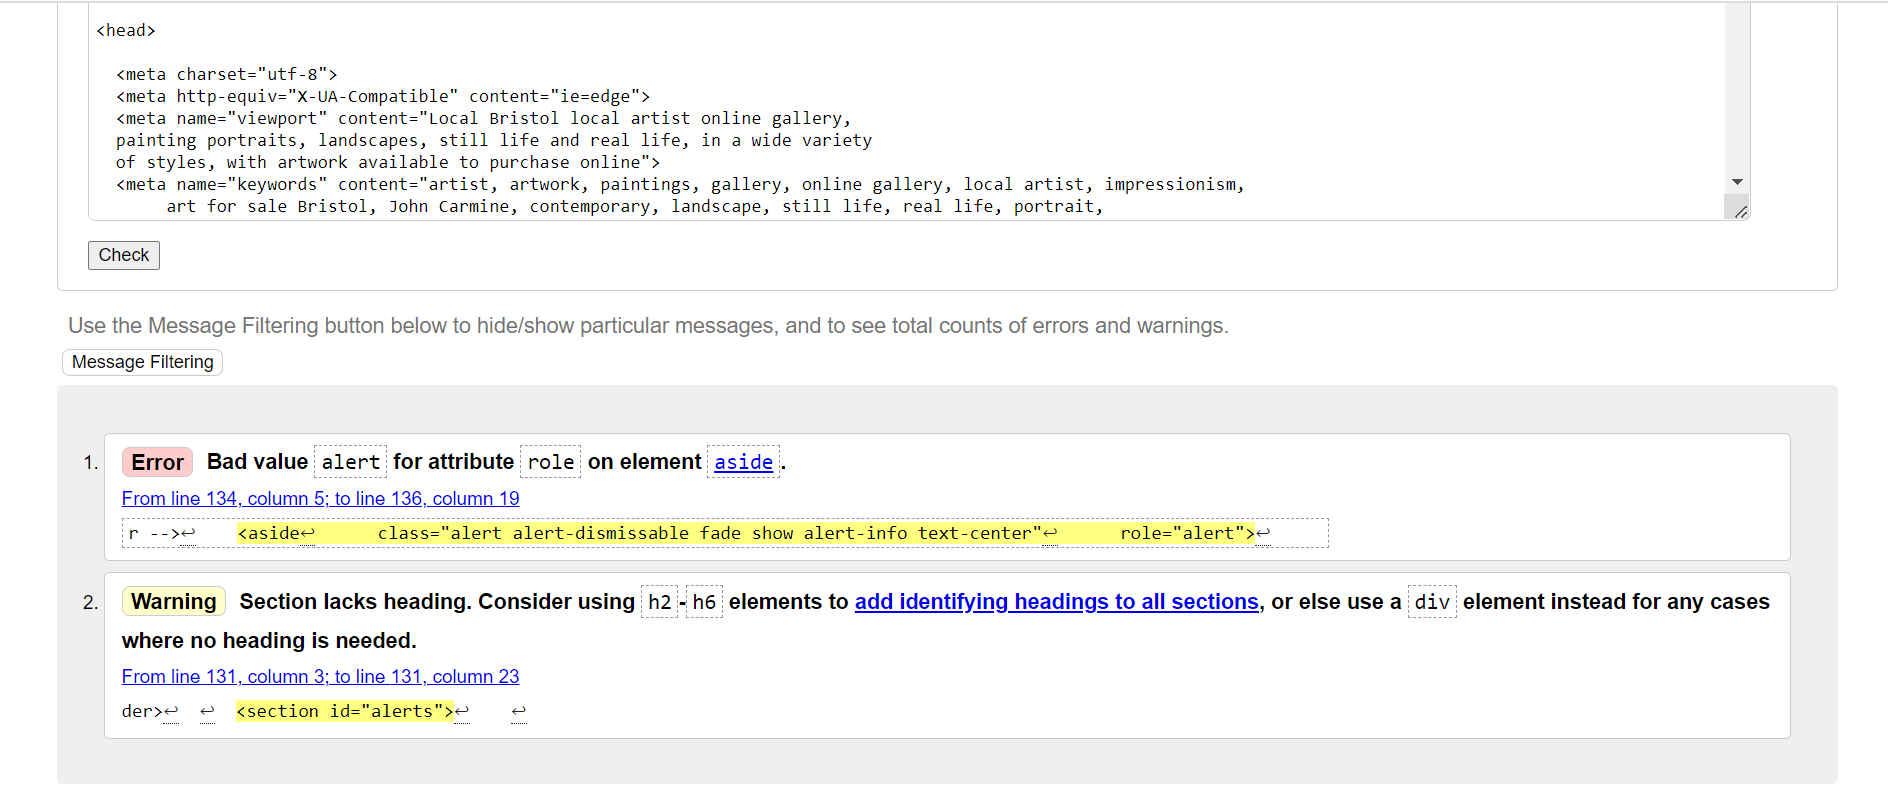 <head>
<meta charset="utf-8">
<meta http-equiv="X-UA-Compatible" content="ie=edge">
<meta name="viewport" content="Local Bristol local artist online gallery,
painting portraits, landscapes, still life and real life, in a wide variety
of styles, with artwork available to purchase online">
<meta name="keywords" content="artist, artwork, paintings, gallery, online gallery, local artist, impressionism,
art for sale Bristol, John Carmine, contemporary, landscape, still life, real life, portrait,
Check
Use the Message Filtering button below to hide/show particular messages, and to see total counts of errors and warnings.
Message Filtering
1. Error Bad value alert for attribute role on element aside.
From line 134, column 5; to line 136, column 19
r -->↩ <aside↩ class="alert alert-dismissable fade show alert-info text-center"↩ role="alert">↩
2. Warning Section lacks heading. Consider using h2-h6 elements to add identifying headings to all sections, or else use a div element instead for any cases
where no heading is needed.
From line 131, column 3; to line 131, column 23
der>↩ ↩ <section id="alerts">↩ ↩